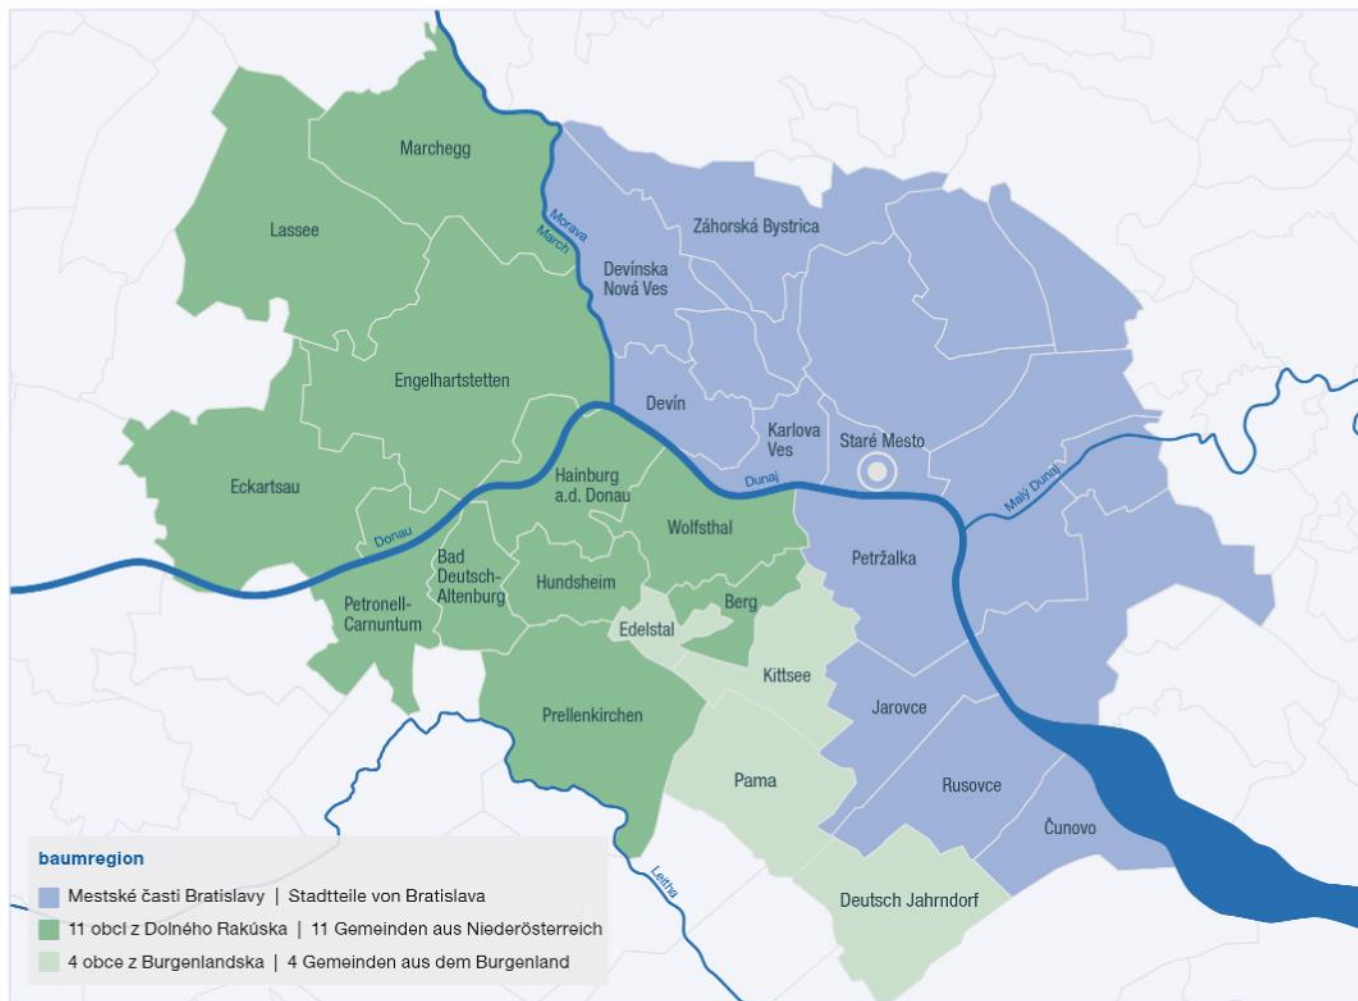 Marchegg
Lassee
Morava
March
Záhorská Bystrica
Devínska
Nová Ves
Engelhartstetten
Devín
Karlova
Ves
Staré Mesto
Eckartsau
Hainburg
a.d. Donau
Dunaj
Malý Dunaj
Donau
Wolfsthal
Petržalka
Bad
Deutsch-
Altenburg
Hundsheim
Petronell-
Carnuntum
Berg
Edelstal
Kittsee
Jarovce
Prellenkirchen
Pama
Rusovce
Čunovo
Leitha
Deutsch Jahrndorf
baumregion
Mestské časti Bratislavy | Stadtteile von Bratislava
11 obcí z Dolného Rakúska | 11 Gemeinden aus Niederösterreich
4 obce z Burgenlandska | 4 Gemeinden aus dem Burgenland